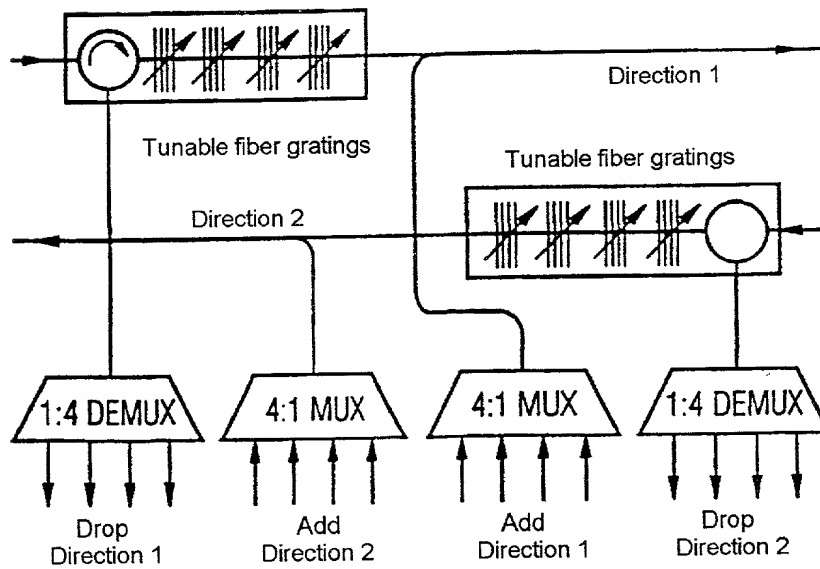 Direction 1
Tunable fiber gratings
Tunable fiber gratings
Direction 2
1:4 DEMUX
4:1 MUX
4:1 MUX
1:4 DEMUX
Drop
Direction 1
Add
Direction 2
Add
Direction 1
Drop
Direction 2